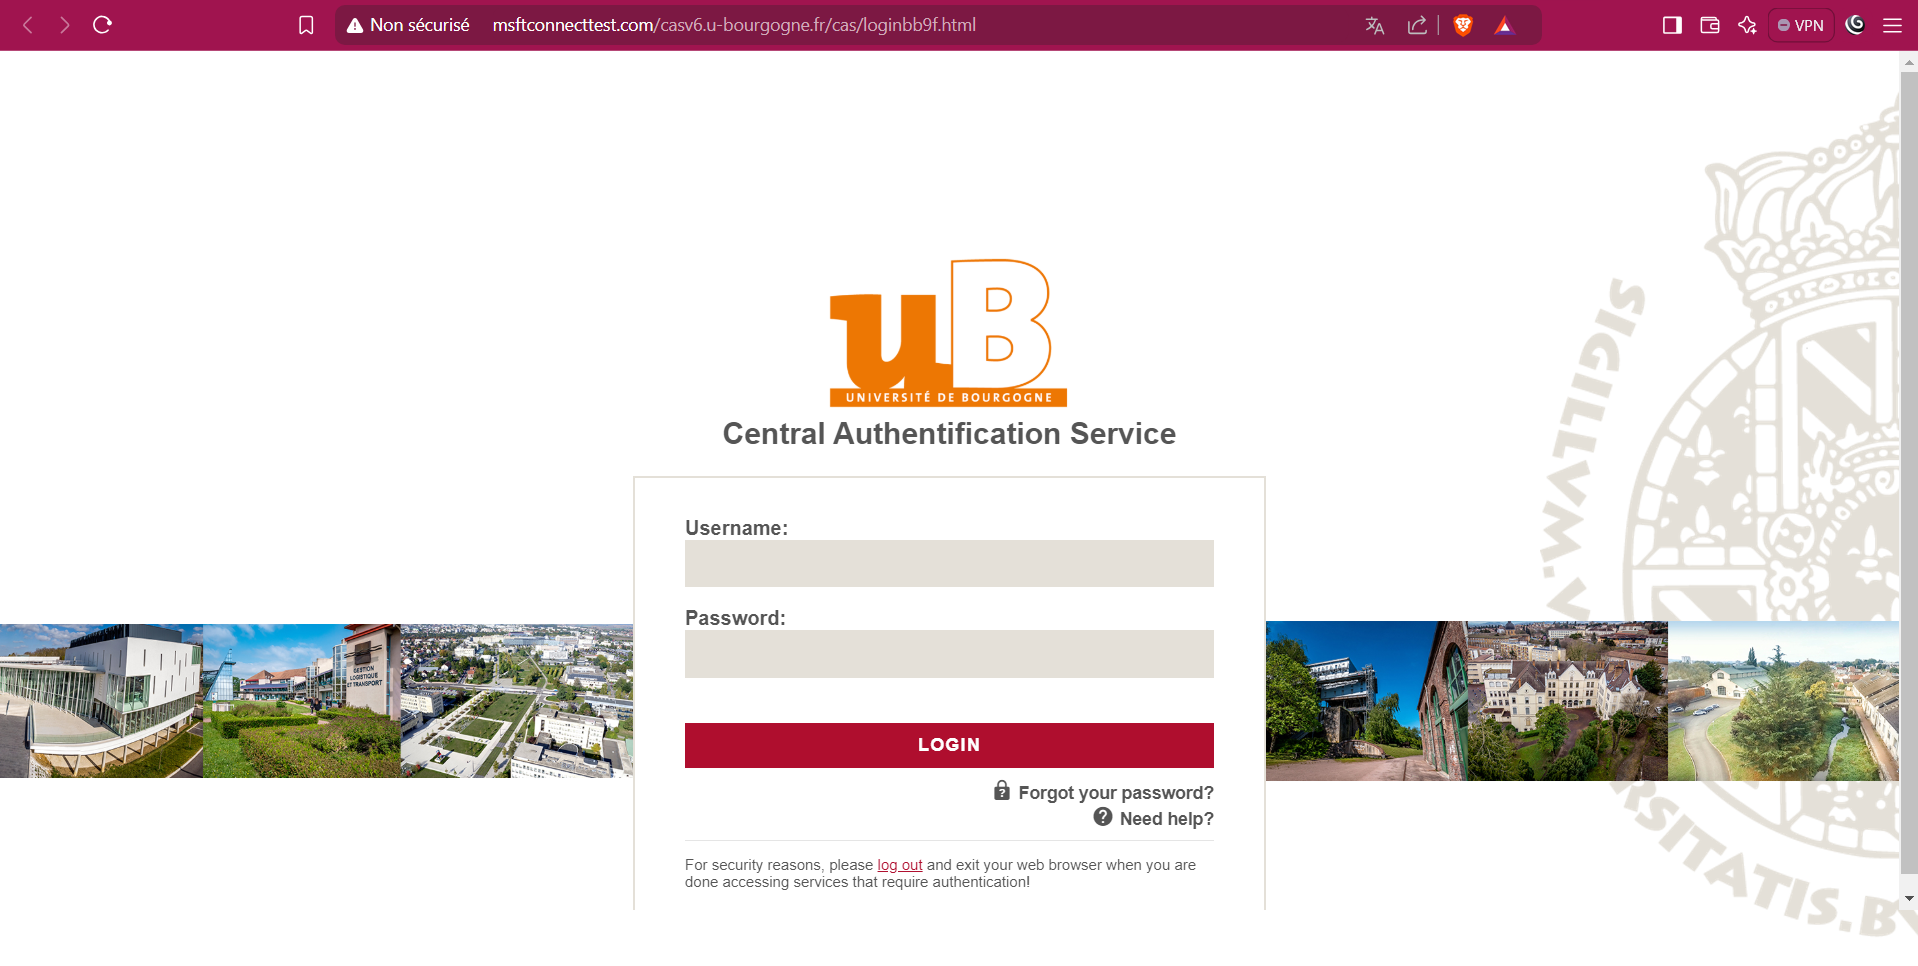 Non sécurisé msftconnecttest.com/casv6.u-bourgogne.fr/cas/loginbb9f.html
VPN
uB
UNIVERSITÉ DE BOURGOGNE
Central Authentification Service
Username:
Password:
LOGIN
Forgot your password?
Need help?
For security reasons, please log out and exit your web browser when you are
done accessing services that require authentication!
GESTION
LOGISTIQUE
ET TRANSPORT
SIGILLVM.V
RSITATIS.B